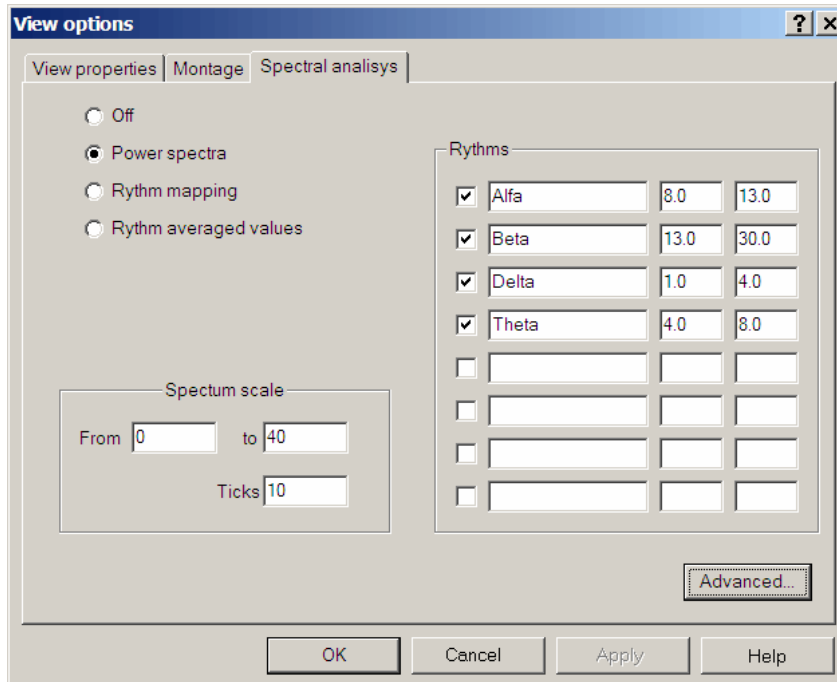 View options
View properties Montage Spectral analisys
Off
Power spectra
Rythm mapping
Rythm averaged values
Rythms
Alfa 8.0 13.0
Beta 13.0 30.0
Delta 1.0 4.0
Theta 4.0 8.0
Spectum scale
From 0 to 40
Ticks 10
Advanced...
OK Cancel Apply Help